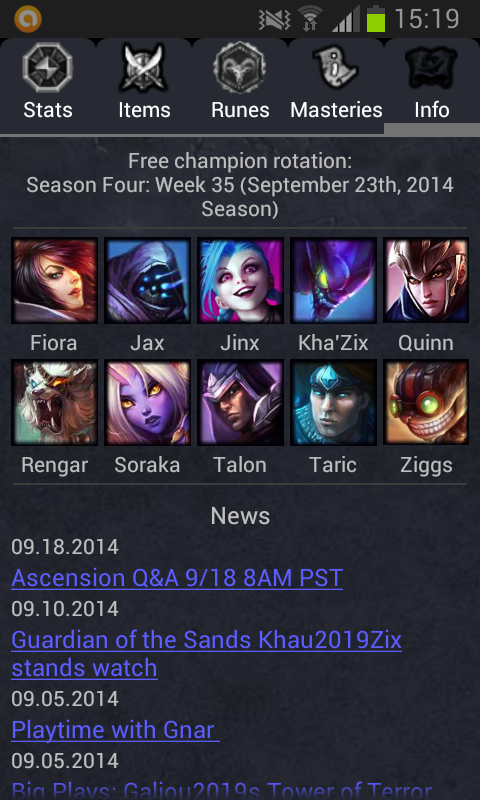 15:19
Stats Items Runes Masteries Info
Free champion rotation:
Season Four: Week 35 (September 23th, 2014
Season)
Fiora Jax Jinx Kha'Zix Quinn
Rengar Soraka Talon Taric Ziggs
News
09.18.2014
Ascension Q&A 9/18 8AM PST
09.10.2014
Guardian of the Sands Khau2019Zix
stands watch
09.05.2014
Playtime with Gnar
09.05.2014
Big Plays: Galiou2019s Tower of Terror